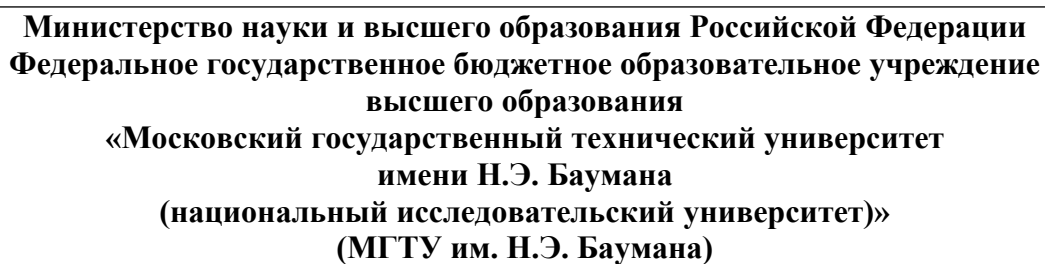 Министерство науки и высшего образования Российской Федерации
Федеральное государственное бюджетное образовательное учреждение
высшего образования
«Московский государственный технический университет
имени Н.Э. Баумана
(национальный исследовательский университет)»
(МГТУ им. Н.Э. Баумана)